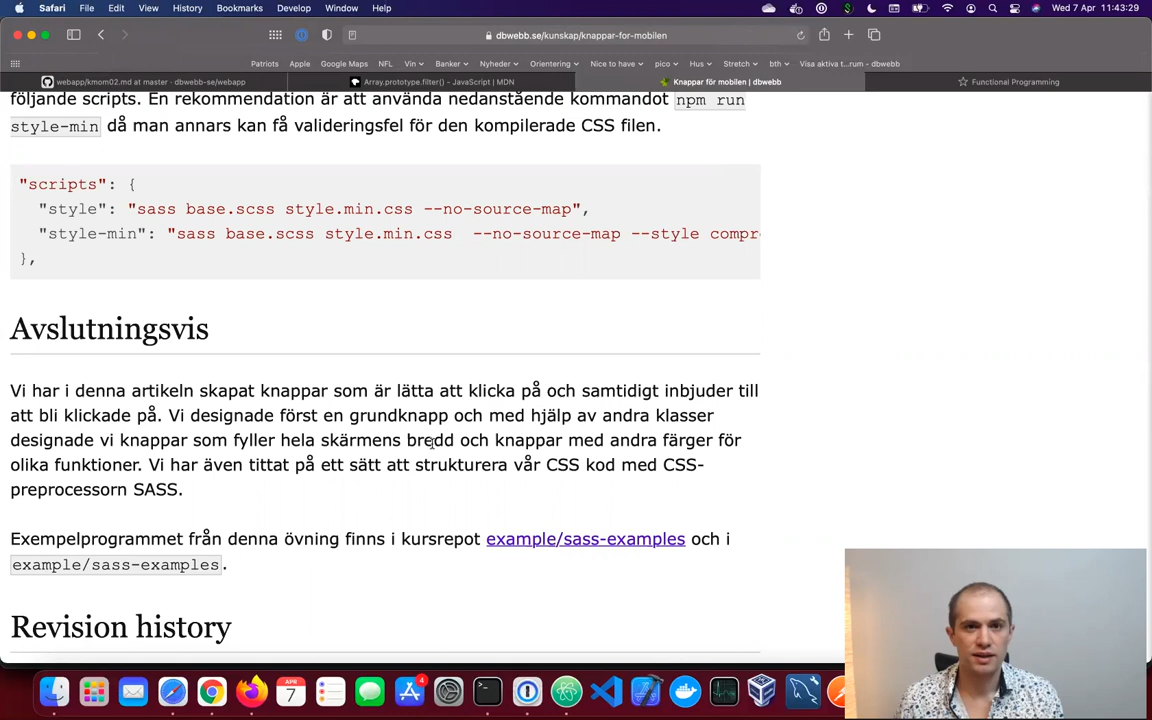 Safari File Edit View History Bookmarks Develop Window Help Wed 7 Apr 11:43:29
dbwebb.se/kunskap/knappar-for-mobilen
Patriots Apple Google Maps NFL Vin Banker Nyheder Orientering Nice to have pico Hus Stretch bth Visa aktiva t...rum - dbwebb
webapp/kmom02.md at master · dbwebb-se/webapp Array.prototype.filter() - JavaScript | MDN Knappar för mobilen | dbwebb Functional Programming
följande scripts. En rekommendation är att använda nedanstående kommandot npm run
style-min då man annars kan få valideringsfel för den kompilerade CSS filen.
"scripts": {
"style": "sass base.scss style.min.css --no-source-map",
"style-min": "sass base.scss style.min.css --no-source-map --style compr
},
Avslutningsvis
Vi har i denna artikeln skapat knappar som är lätta att klicka på och samtidigt inbjuder till
att bli klickade på. Vi designade först en grundknapp och med hjälp av andra klasser
designade vi knappar som fyller hela skärmens bredd och knappar med andra färger för
olika funktioner. Vi har även tittat på ett sätt att strukturera vår CSS kod med CSS-
preprocessorn SASS.
Exempelprogrammet från denna övning finns i kursrepot example/sass-examples och i
example/sass-examples.
Revision history
APR
7
4